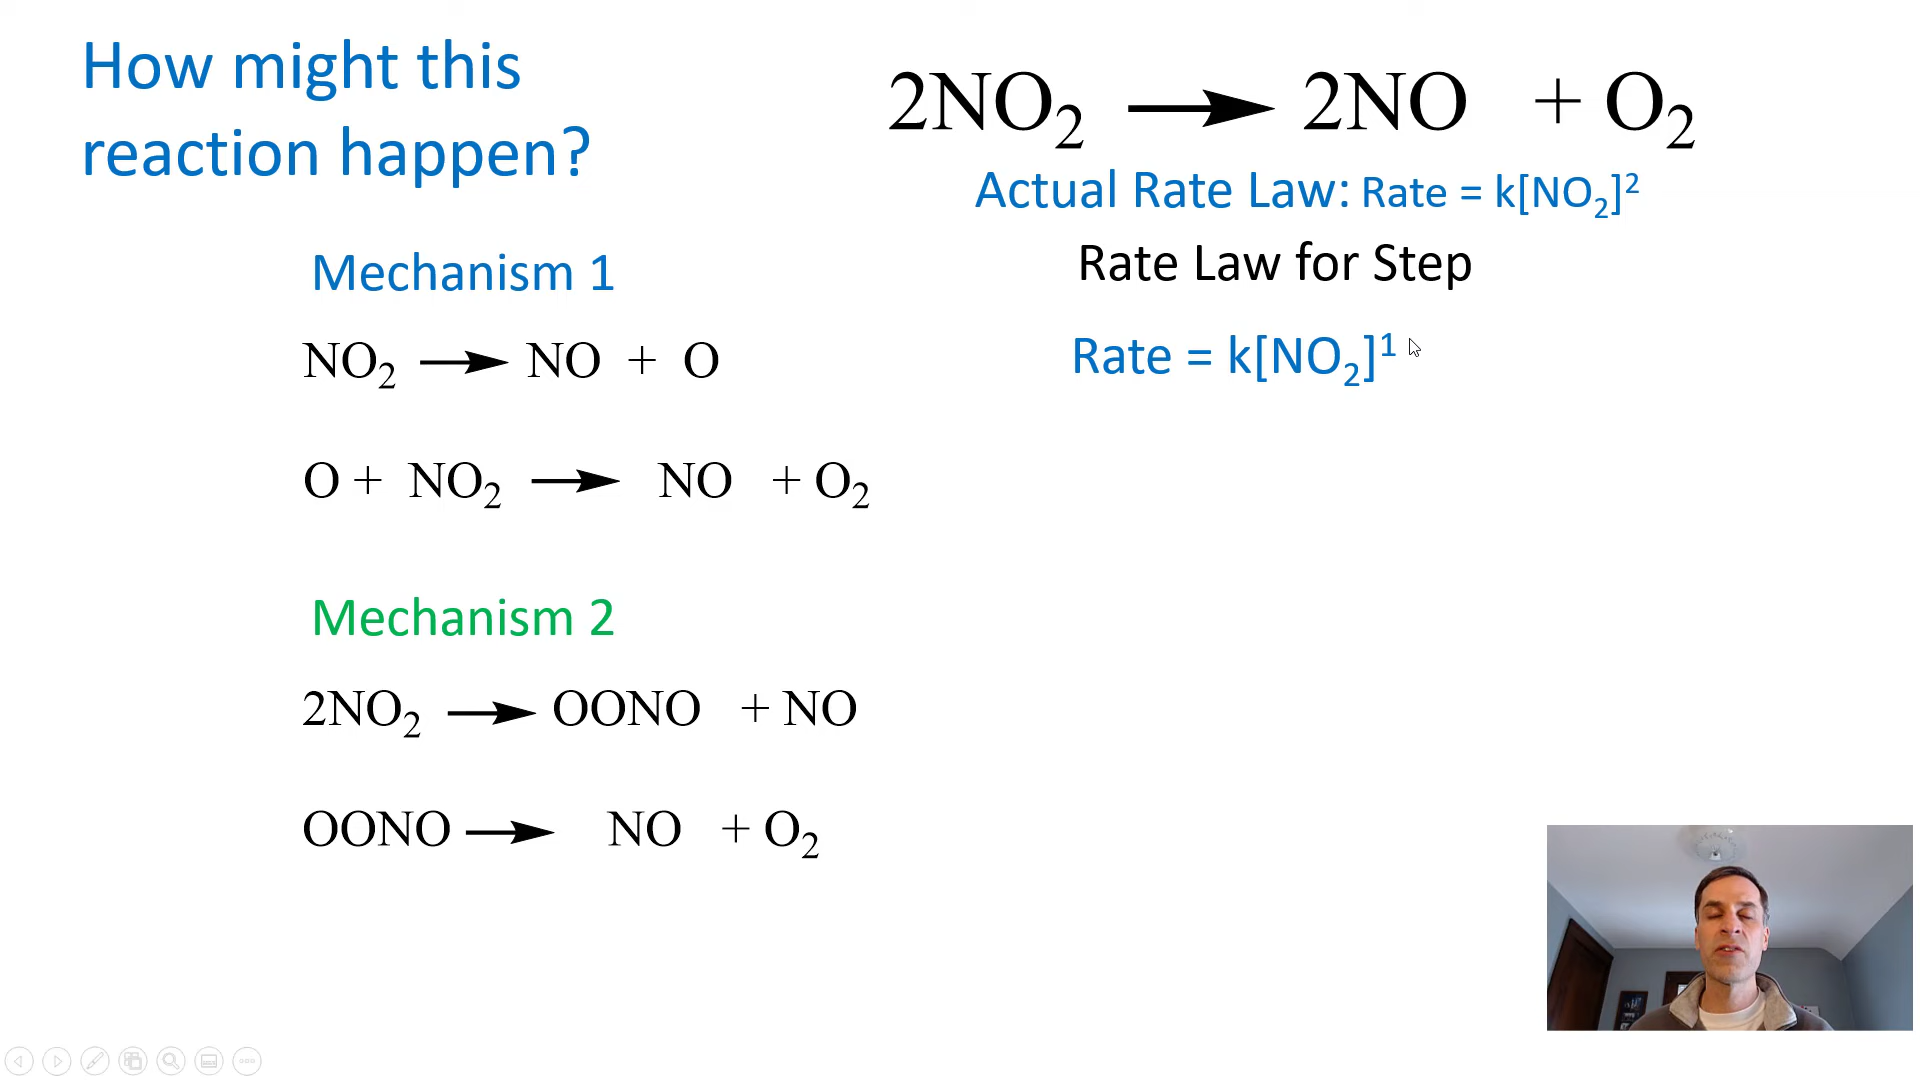 How might this
reaction happen?
2NO₂ ⟶ 2NO + O₂
Actual Rate Law: Rate = k[NO₂]²
Rate Law for Step
Mechanism 1
NO₂ ⟶ NO + O
Rate = k[NO₂]¹
O + NO₂ ⟶ NO + O₂
Mechanism 2
2NO₂ ⟶ OONO + NO
OONO ⟶ NO + O₂